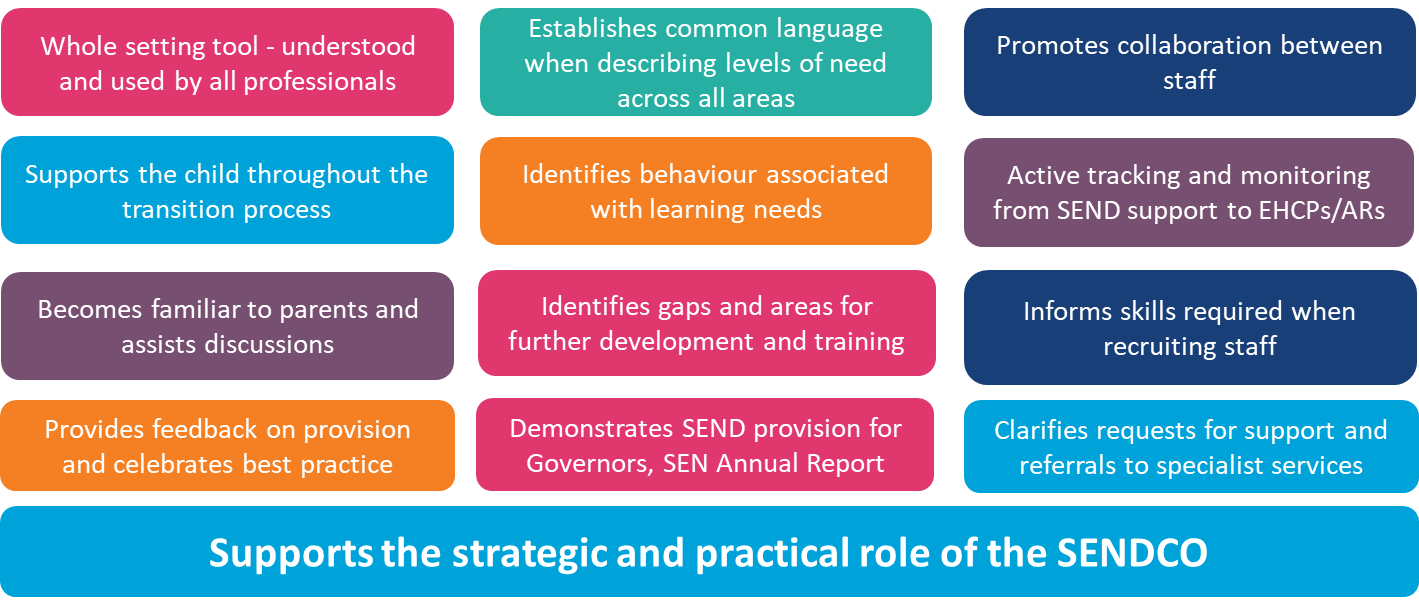 Whole setting tool - understood
and used by all professionals
Establishes common language
when describing levels of need
across all areas
Promotes collaboration between
staff
Supports the child throughout the
transition process
Identifies behaviour associated
with learning needs
Active tracking and monitoring
from SEND support to EHCPs/ARs
Becomes familiar to parents and
assists discussions
Identifies gaps and areas for
further development and training
Informs skills required when
recruiting staff
Provides feedback on provision
and celebrates best practice
Demonstrates SEND provision for
Governors, SEN Annual Report
Clarifies requests for support and
referrals to specialist services
Supports the strategic and practical role of the SENDCO